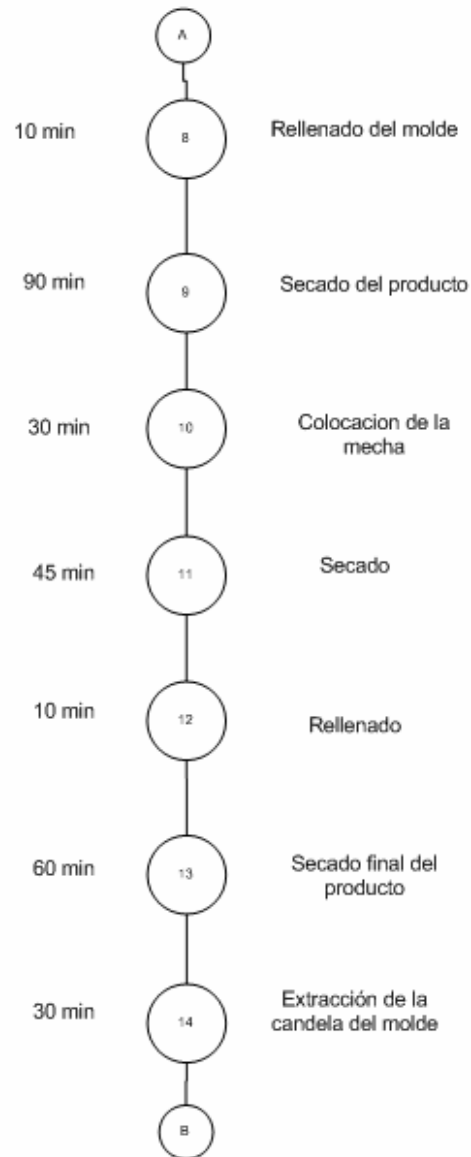 A
10 min
8
Rellenado del molde
90 min
9
Secado del producto
30 min
10
Colocacion de la
mecha
45 min
11
Secado
10 min
12
Rellenado
60 min
13
Secado final del
producto
30 min
14
Extracción de la
candela del molde
B